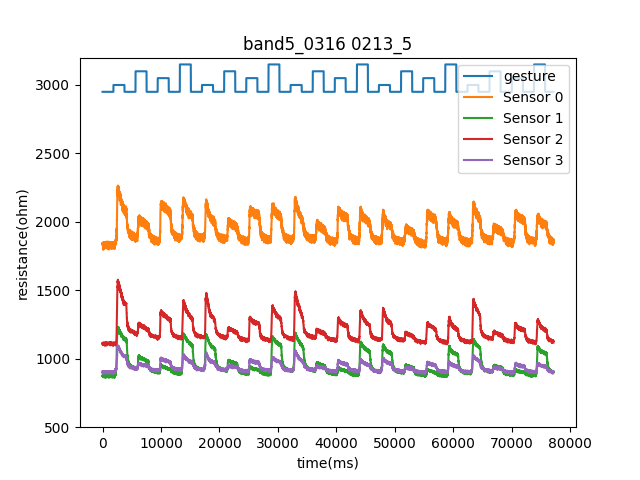 band5_0316 0213_5
resistance(ohm)
3000
2500
2000
1500
1000
500
gesture
Sensor 0
Sensor 1
Sensor 2
Sensor 3
0 10000 20000 30000 40000 50000 60000 70000 80000
time(ms)